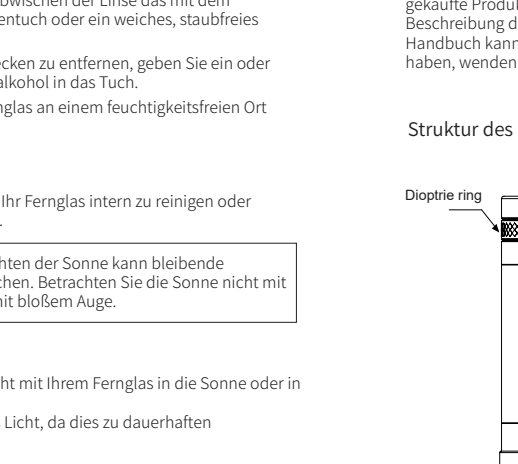 bwischen der Linse das mit dem
entuch oder ein weiches, staubfreies
ecken zu entfernen, geben Sie ein oder
alkohol in das Tuch.
nglas an einem feuchtigkeitsfreien Ort
Ihr Fernglas intern zu reinigen oder
hten der Sonne kann bleibende
chen. Betrachten Sie die Sonne nicht mit
nit bloßem Auge.
ht mit Ihrem Fernglas in die Sonne oder in
Licht, da dies zu dauerhaften
gekaufte Produk
Beschreibung d
Handbuch kann
haben, wenden
Struktur des
Dioptrie ring